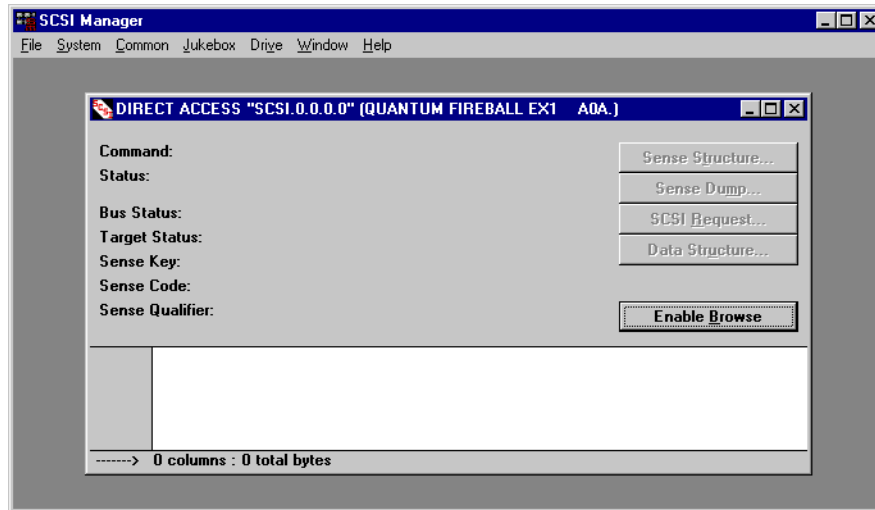 SCSI Manager
File System Common Jukebox Drive Window Help
DIRECT ACCESS "SCSI.0.0.0.0" (QUANTUM FIREBALL EX1 A0A.)
Command:
Status:
Bus Status:
Target Status:
Sense Key:
Sense Code:
Sense Qualifier:
Sense Structure...
Sense Dump...
SCSI Request...
Data Structure...
Enable Browse
-------> 0 columns : 0 total bytes